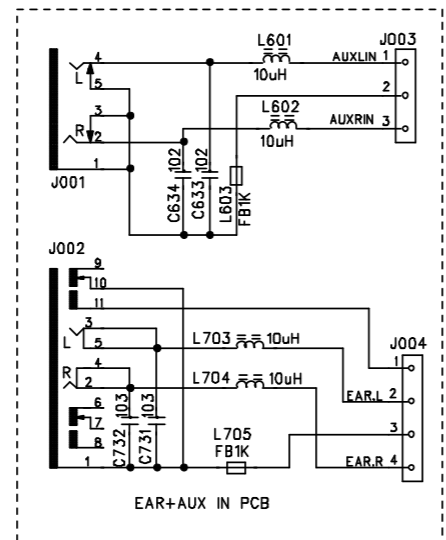 L601
J003
4
AUXLIN 1
L
10uH
5
2
3
L602
R
2
AUXRIN 3
10uH
1
J001
C634 102
C633 102
L603
FB1K
J002
9
10
11
J004
3
L
5
L703 10uH
1
4
R
2
L704 10uH
EAR.L 2
6
7
8
C732 103
C731 103
L705
FB1K
3
1
EAR.R 4
EAR+AUX IN PCB